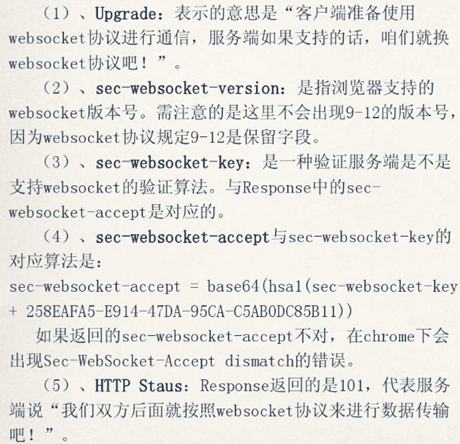 （1）、Upgrade：表示的意思是“客户端准备使用
websocket协议进行通信，服务端如果支持的话，咱们就换
websocket协议吧！”。
（2）、sec-websocket-version：是指浏览器支持的
websocket版本号。需注意的是这里不会出现9-12的版本号，
因为websocket协议规定9-12是保留字段。
（3）、sec-websocket-key：是一种验证服务端是不是
支持websocket的验证算法。与Response中的sec-
websocket-accept是对应的。
（4）、sec-websocket-accept与sec-websocket-key的
对应算法是：
sec-websocket-accept = base64(hsa1(sec-websocket-key
+ 258EAFA5-E914-47DA-95CA-C5AB0DC85B11))
如果返回的sec-websocket-accept不对，在chrome下会
出现Sec-WebSocket-Accept dismatch的错误。
（5）、HTTP Staus：Response返回的是101，代表服务
端说“我们双方后面就按照websocket协议来进行数据传输
吧！”。